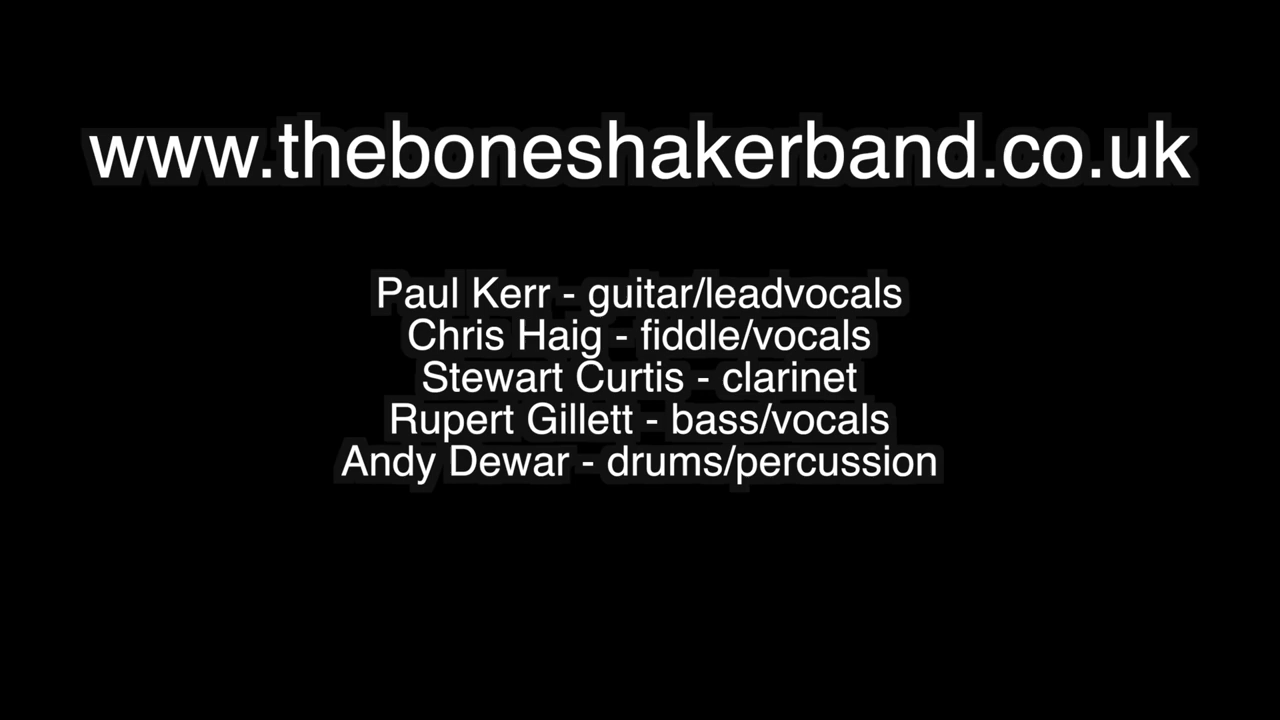 www.theboneshakerband.co.uk
Paul Kerr - guitar/leadvocals
Chris Haig - fiddle/vocals
Stewart Curtis - clarinet
Rupert Gillett - bass/vocals
Andy Dewar - drums/percussion